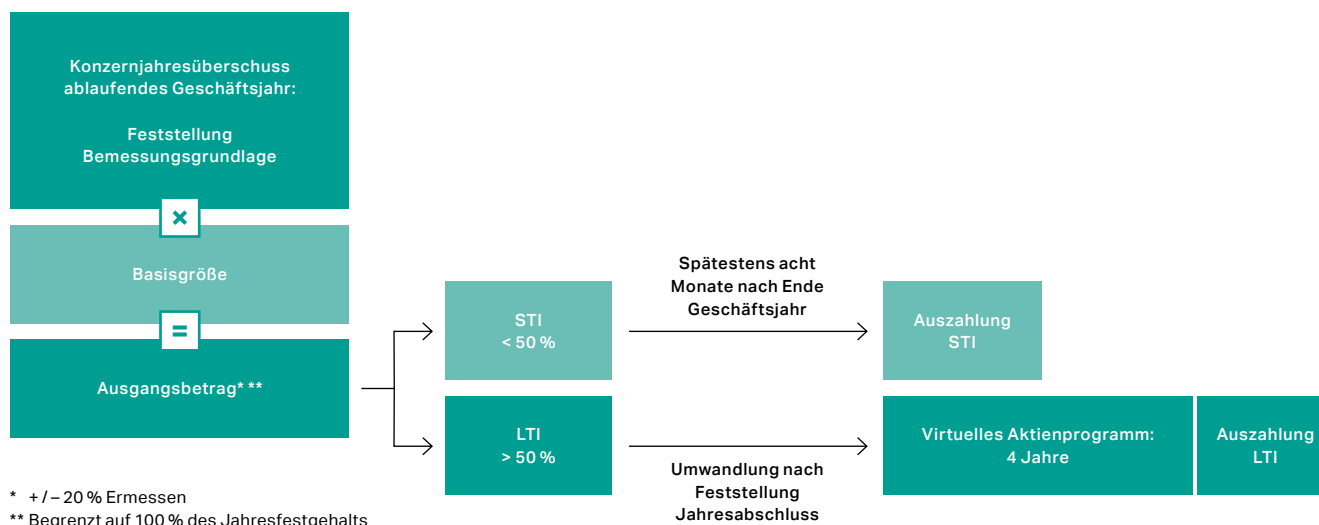 Konzernjahresüberschuss
ablaufendes Geschäftsjahr:
Feststellung
Bemessungsgrundlage
×
Basisgröße
=
Ausgangsbetrag* **
STI
< 50 %
LTI
> 50 %
Spätestens acht
Monate nach Ende
Geschäftsjahr
Umwandlung nach
Feststellung
Jahresabschluss
Auszahlung
STI
Virtuelles Aktienprogramm:
4 Jahre
Auszahlung
LTI
* + / – 20 % Ermessen
** Begrenzt auf 100 % des Jahresfestgehalts